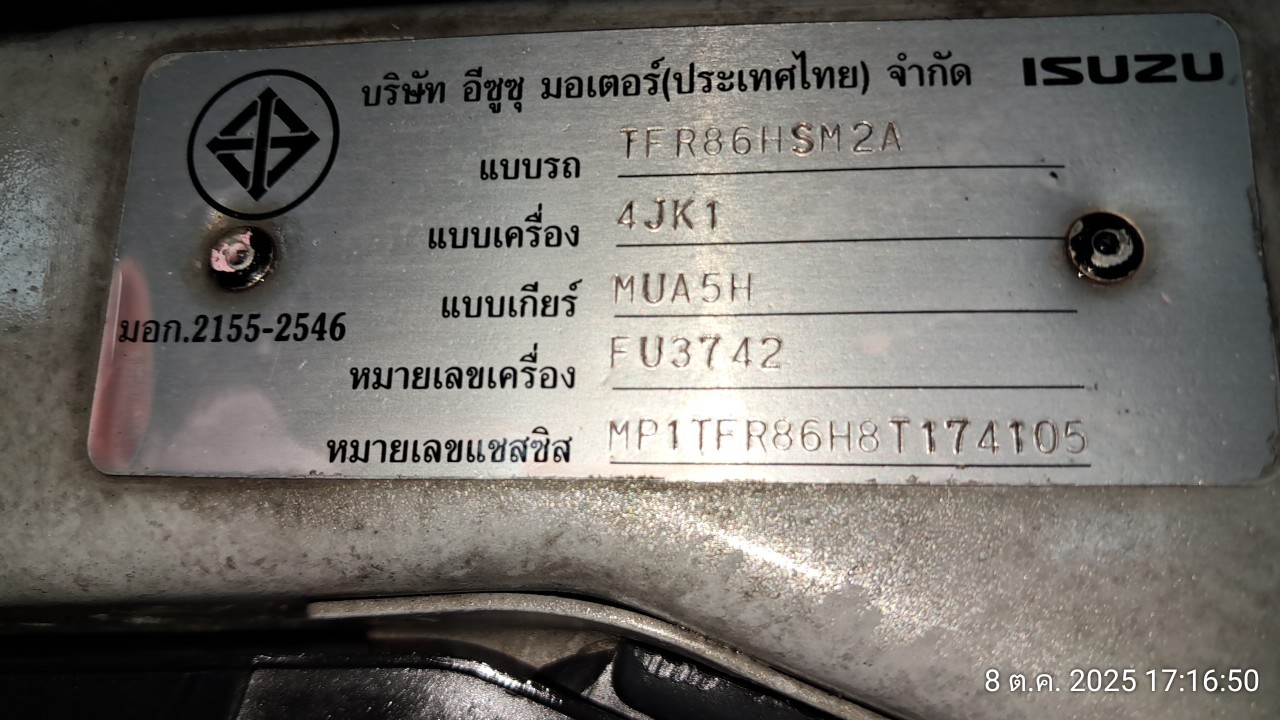 บริษัท อีซูซุ มอเตอร์(ประเทศไทย) จำกัด ISUZU
แบบรถ TFR86HSM2A
แบบเครื่อง 4JK1
แบบเกียร์ MUA5H
มอก.2155-2546
หมายเลขเครื่อง FU3742
หมายเลขแชสซิส MP1TFR86H8T174105
8 ต.ค. 2025 17:16:50